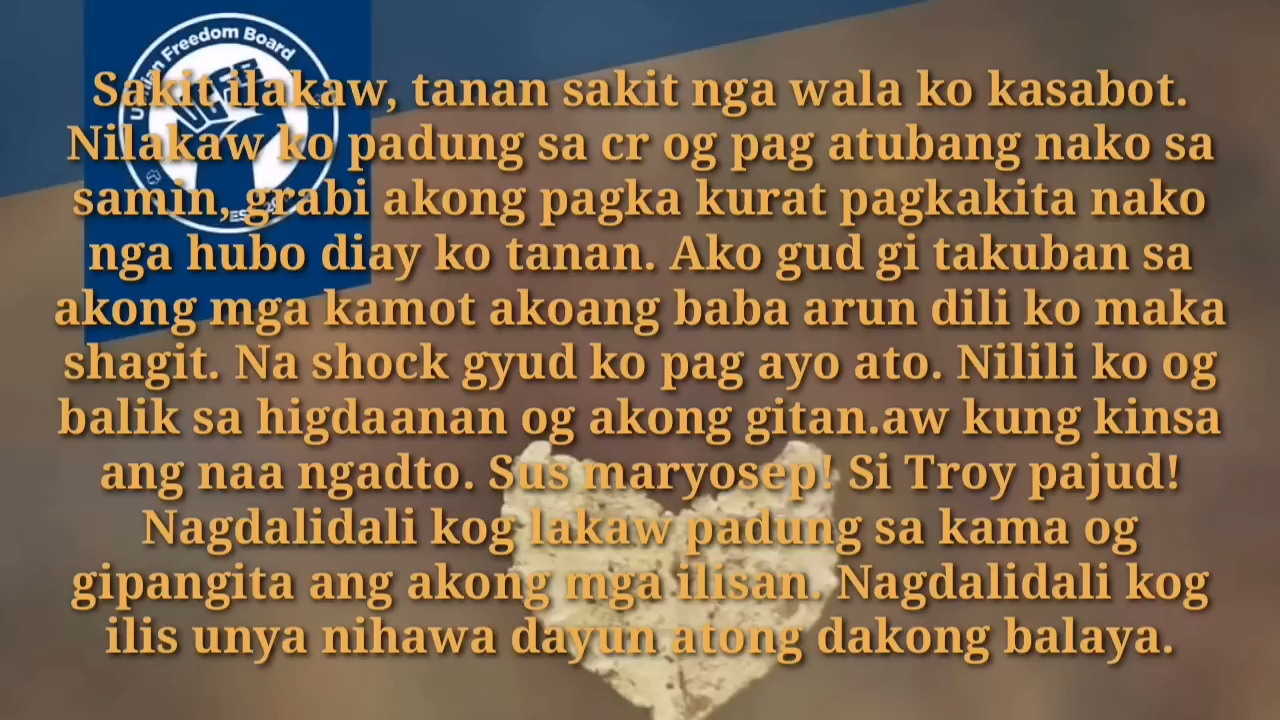 Freedom Board
Sakit ilakaw, tanan sakit nga wala ko kasabot.
Nilakaw ko padung sa cr og pag atubang nako sa
samin, grabi akong pagka kurat pagkakita nako
nga hubo diay ko tanan. Ako gud gi takuban sa
akong mga kamot akoang baba arun dili ko maka
shagit. Na shock gyud ko pag ayo ato. Nilili ko og
balik sa higdaanan og akong gitan.aw kung kinsa
ang naa ngadto. Sus maryosep! Si Troy pajud!
Nagdalidali kog lakaw padung sa kama og
gipangita ang akong mga ilisan. Nagdalidali kog
ilis unya nihawa dayun atong dakong balaya.